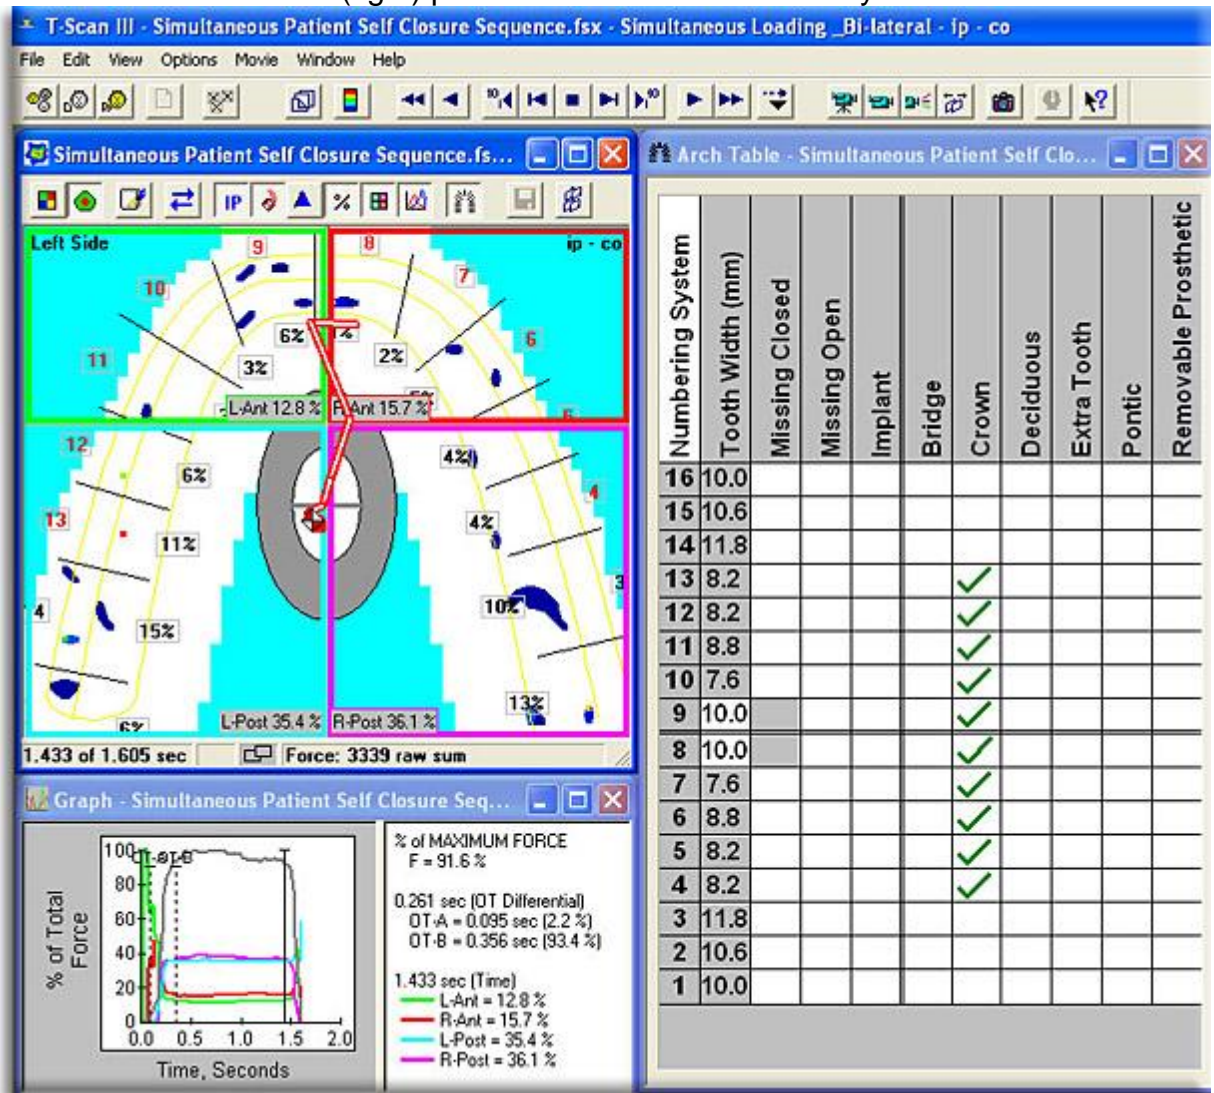 T-Scan III - Simultaneous Patient Self Closure Sequence.fsx - Simultaneous Loading _Bi-lateral - ip - co
File Edit View Options Movie Window Help
Simultaneous Patient Self Closure Sequence.fs...
IP %
Left Side
ip - co
9 8
10 7
11 6
6% 2%
3%
L-Ant 12.8 % R-Ant 15.7 %
12 6
6% 4%
13 4
11% 4%
3
4 10%
15%
13%
6%
L-Post 35.4 % R-Post 36.1 %
1.433 of 1.605 sec Force: 3339 raw sum
Graph - Simultaneous Patient Self Closure Seq...
% of Total Force
100
80
60
40
20
0
0.0 0.5 1.0 1.5 2.0
Time, Seconds
% of MAXIMUM FORCE
F = 91.6 %
0.261 sec (OT Differential)
OT-A = 0.095 sec (2.2 %)
OT-B = 0.356 sec (93.4 %)
1.433 sec (Time)
L-Ant = 12.8 %
R-Ant = 15.7 %
L-Post = 35.4 %
R-Post = 36.1 %
Arch Table - Simultaneous Patient Self Clo...
Numbering System
Tooth Width (mm)
Missing Closed
Missing Open
Implant
Bridge
Crown
Deciduous
Extra Tooth
Pontic
Removable Prosthetic
16 10.0
15 10.6
14 11.8
13 8.2
12 8.2
11 8.8
10 7.6
9 10.0
8 10.0
7 7.6
6 8.8
5 8.2
4 8.2
3 11.8
2 10.6
1 10.0